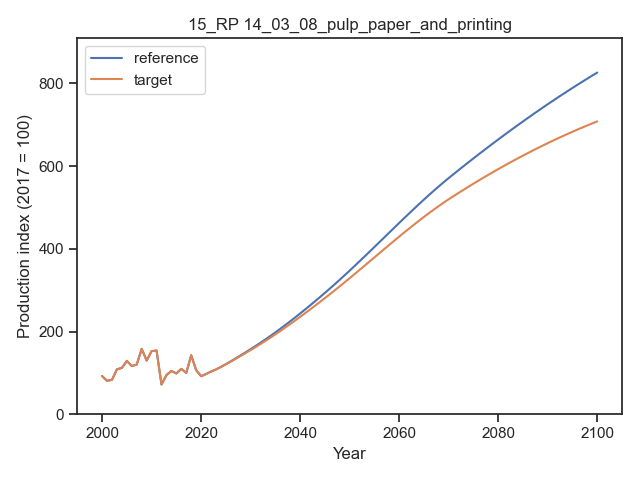 15_RP 14_03_08_pulp_paper_and_printing
reference
target
Production index (2017 = 100)
800
600
400
200
0
2000
2020
2040
2060
2080
2100
Year